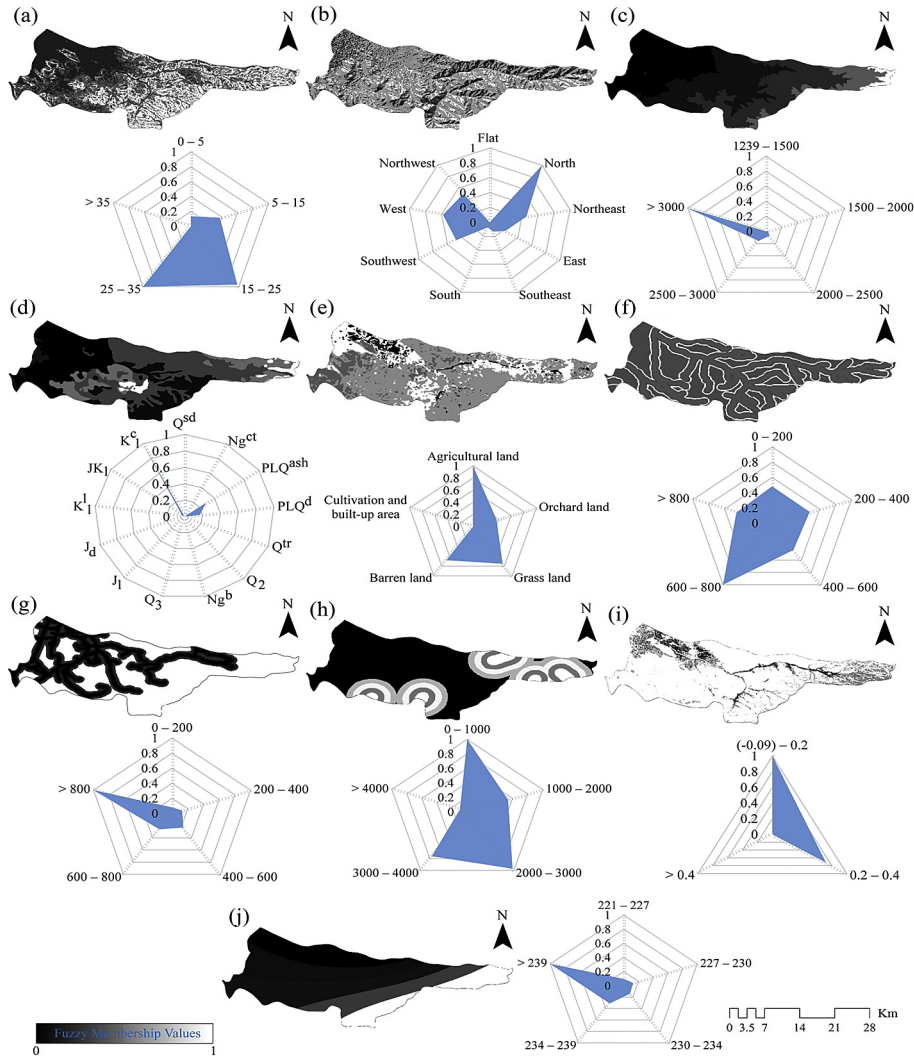 (a) N (b) N (c) N
0 – 5
1
0.8
0.6
0.4
0.2
0
> 35
5 – 15
25 – 35
15 – 25
Flat
1
0.8
0.6
0.4
0.2
0
Northwest
North
West
Northeast
Southwest
East
South
Southeast
1239 – 1500
1
0.8
0.6
0.4
0.2
0
> 3000
1500 – 2000
2500 – 3000
2000 – 2500
(d) N (e) N (f) N
Q^sd
1
0.8
0.6
0.4
0.2
0
K^c_1
Ng^ct
JK_1
PLQ^ash
K^l_1
PLQ^d
J_d
Q^tr
J_1
Q_2
Q_3
Ng^b
Agricultural land
1
0.8
0.6
0.4
0.2
0
Cultivation and
built-up area
Orchard land
Barren land
Grass land
0 – 200
1
0.8
0.6
0.4
0.2
0
> 800
200 – 400
600 – 800
400 – 600
(g) N (h) N (i) N
0 – 200
1
0.8
0.6
0.4
0.2
0
> 800
200 – 400
600 – 800
400 – 600
0 – 1000
1
0.8
0.6
0.4
0.2
0
> 4000
1000 – 2000
3000 – 4000
2000 – 3000
(-0.09) – 0.2
1
0.8
0.6
0.4
0.2
0
> 0.4
0.2 – 0.4
(j) N
221 – 227
1
0.8
0.6
0.4
0.2
0
> 239
227 – 230
234 – 239
230 – 234
Fuzzy Membership Values
0 1
Km
0 3.5 7 14 21 28